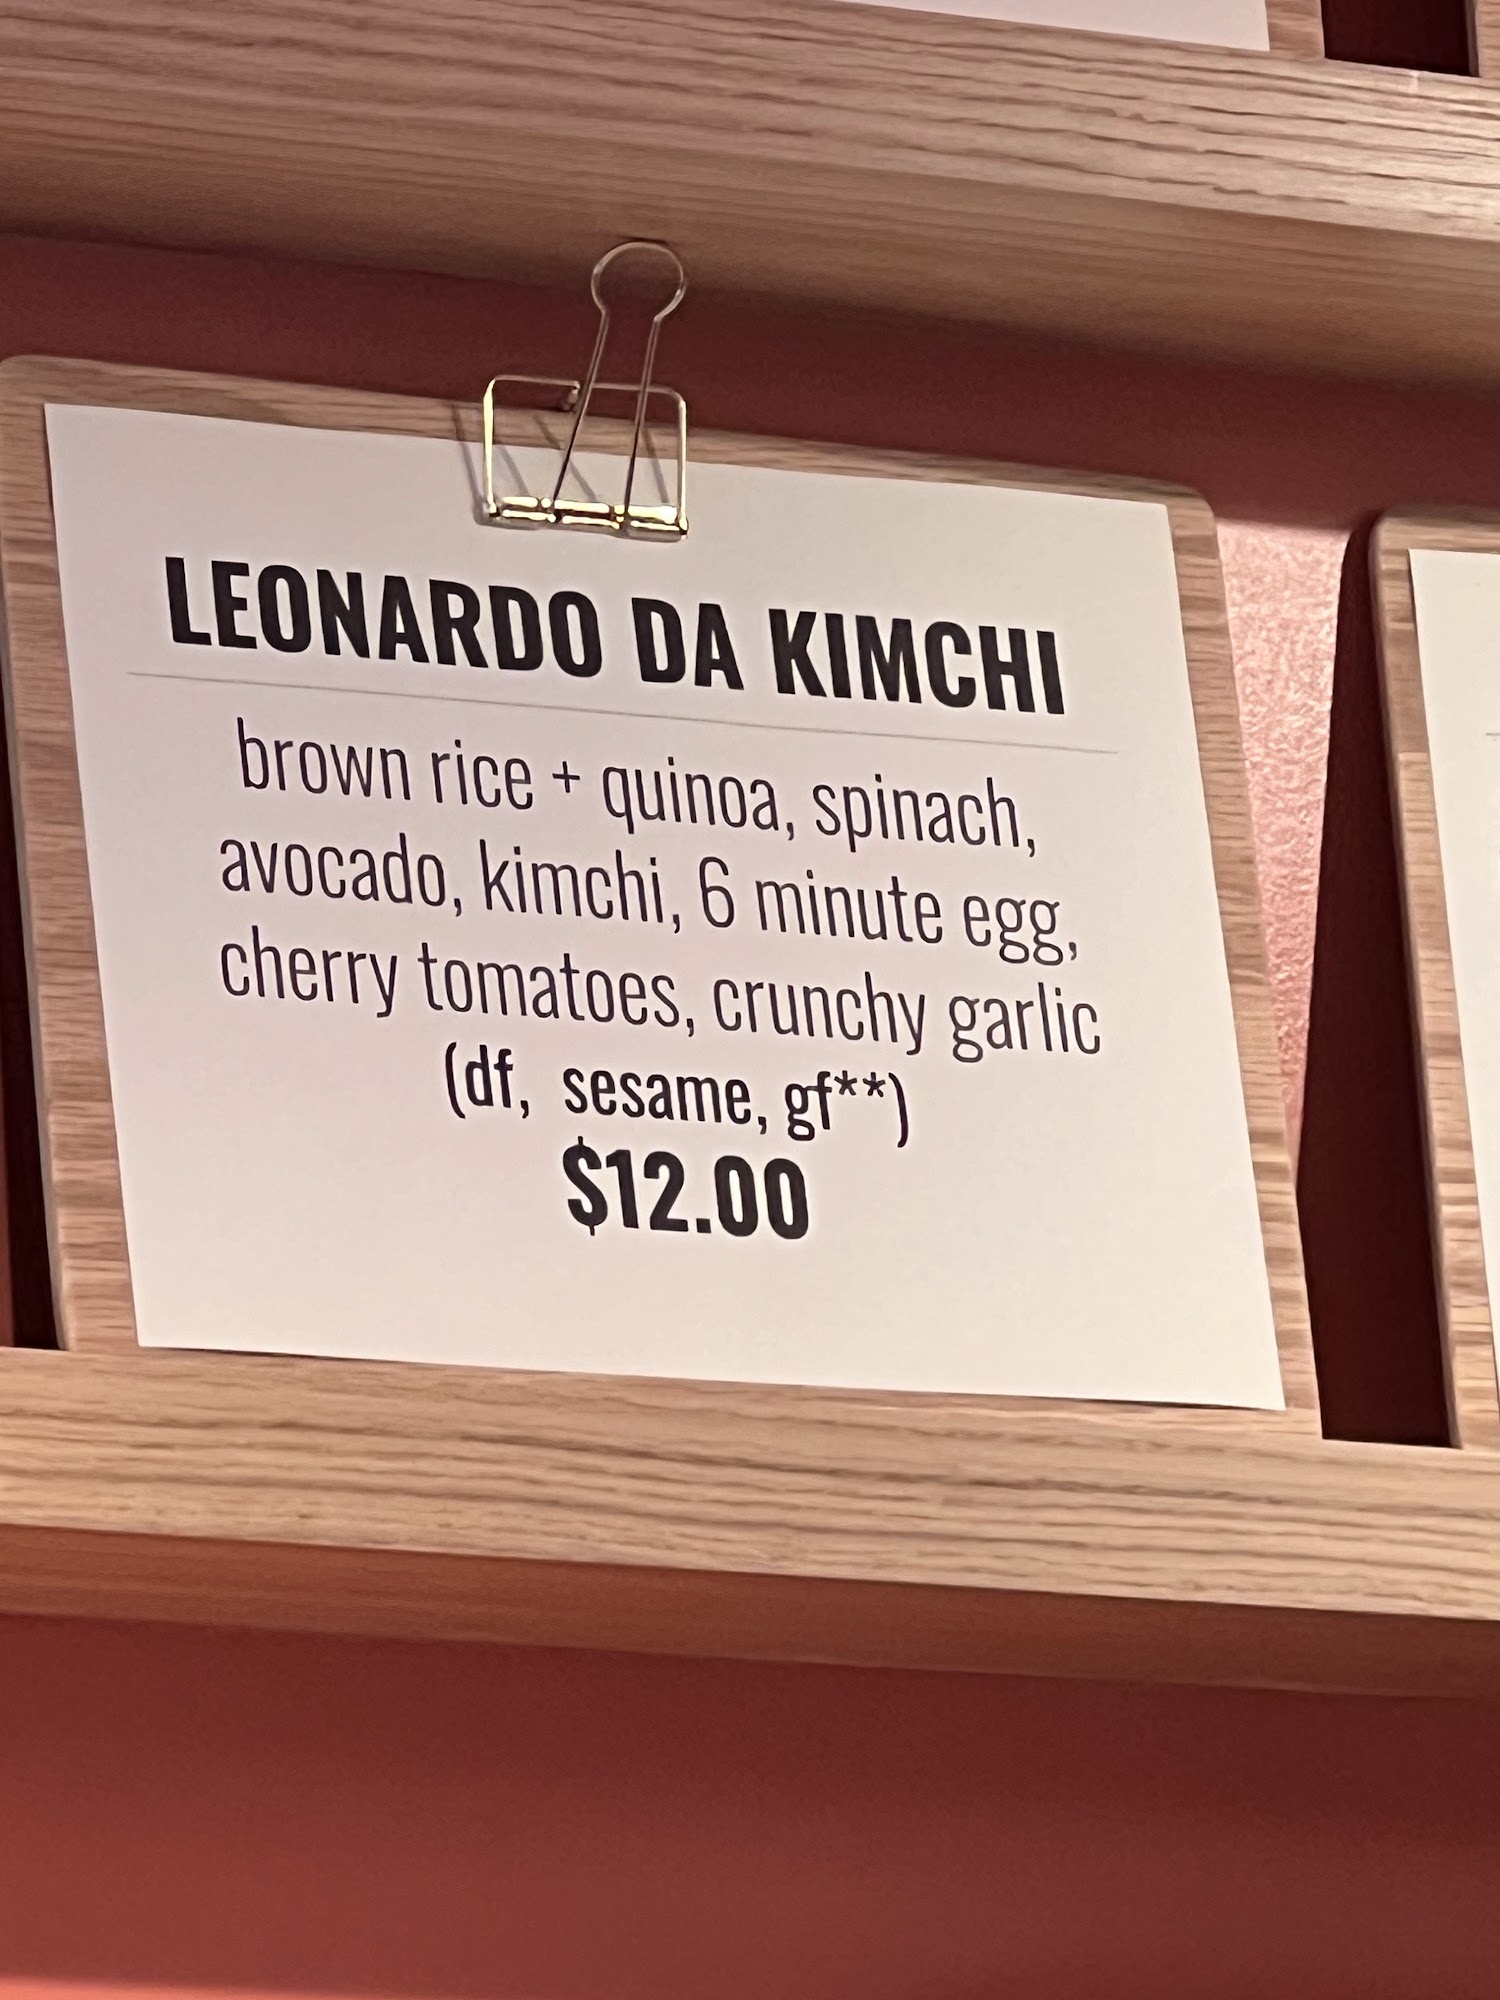 LEONARDO DA KIMCHI
brown rice + quinoa, spinach,
avocado, kimchi, 6 minute egg,
cherry tomatoes, crunchy garlic
(df, sesame, gf**)
$12.00